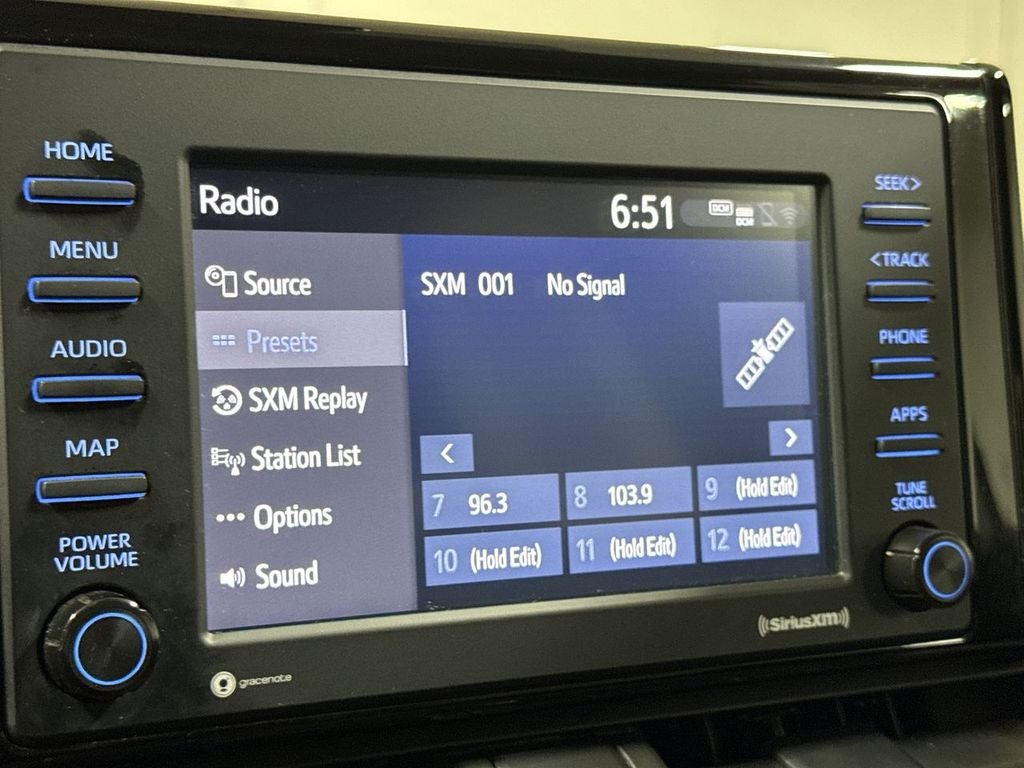 HOME
MENU
AUDIO
MAP
POWER
VOLUME
Radio
6:51
DCM
DCM
Source
Presets
SXM Replay
Station List
Options
Sound
SXM 001 No Signal
<
>
7 96.3
8 103.9
9 (Hold Edit)
10 (Hold Edit)
11 (Hold Edit)
12 (Hold Edit)
SEEK>
<TRACK
PHONE
APPS
TUNE
SCROLL
gracenote
((SiriusXM))